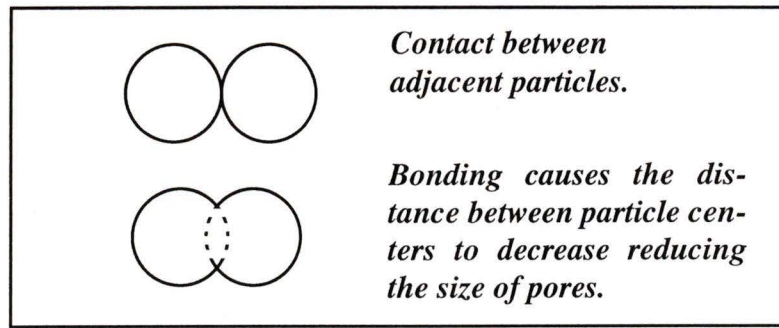 Contact between
adjacent particles.
Bonding causes the dis-
tance between particle cen-
ters to decrease reducing
the size of pores.